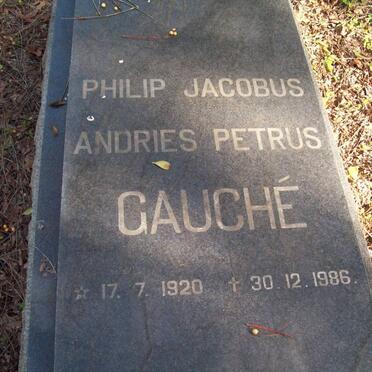 PHILIP JACOBUS
ANDRIES PETRUS
GAUCHÉ
☆ 17. 7. 1920 ✝ 30. 12. 1986.